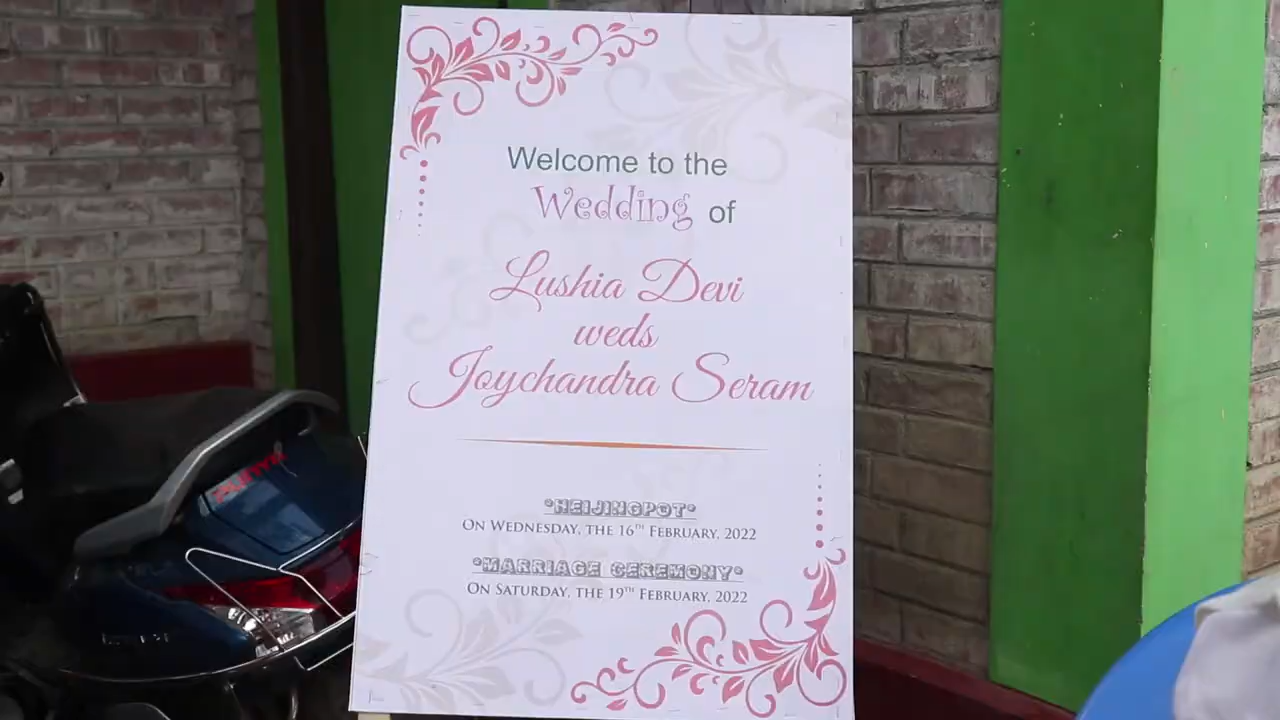 Welcome to the
Wedding of
Lushia Devi
weds
Joychandra Seram
*HEIJINGPOT*
ON WEDNESDAY, THE 16TH FEBRUARY, 2022
*MARRIAGE CEREMONY*
ON SATURDAY, THE 19TH FEBRUARY, 2022